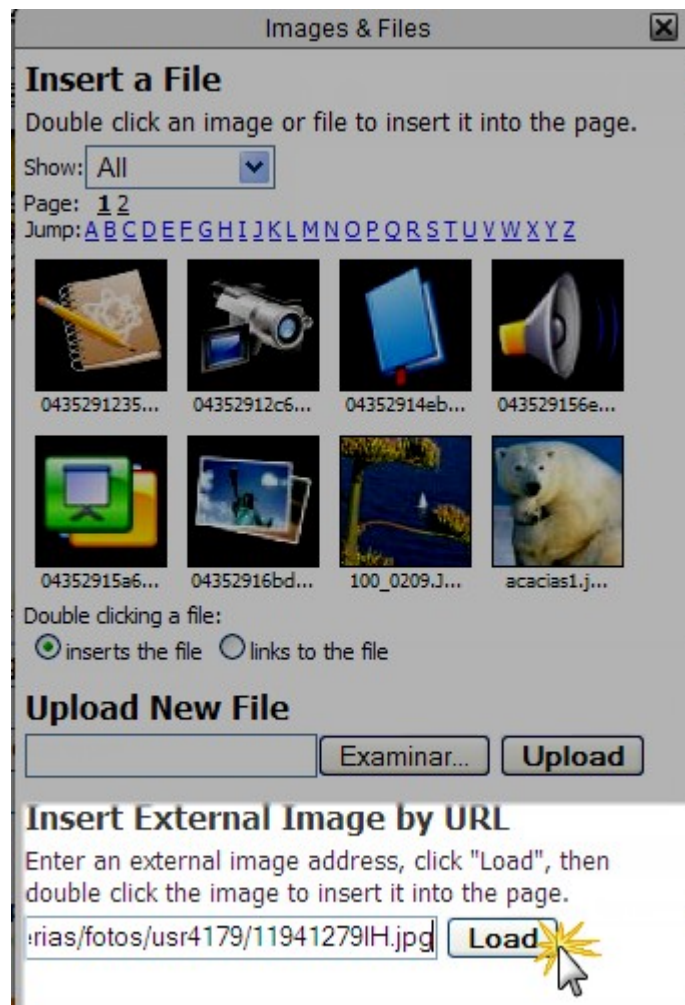 Images & Files
Insert a File
Double click an image or file to insert it into the page.
Show: All
Page: 1 2
Jump: A B C D E F G H I J K L M N O P Q R S T U V W X Y Z
0435291235... 04352912c6... 04352914eb... 043529156e...
04352915a6... 04352916bd... 100_0209.J... acacias1.j...
Double clicking a file:
inserts the file links to the file
Upload New File
Examinar... Upload
Insert External Image by URL
Enter an external image address, click "Load", then
double click the image to insert it into the page.
rias/fotos/usr4179/11941279IH.jpg Load